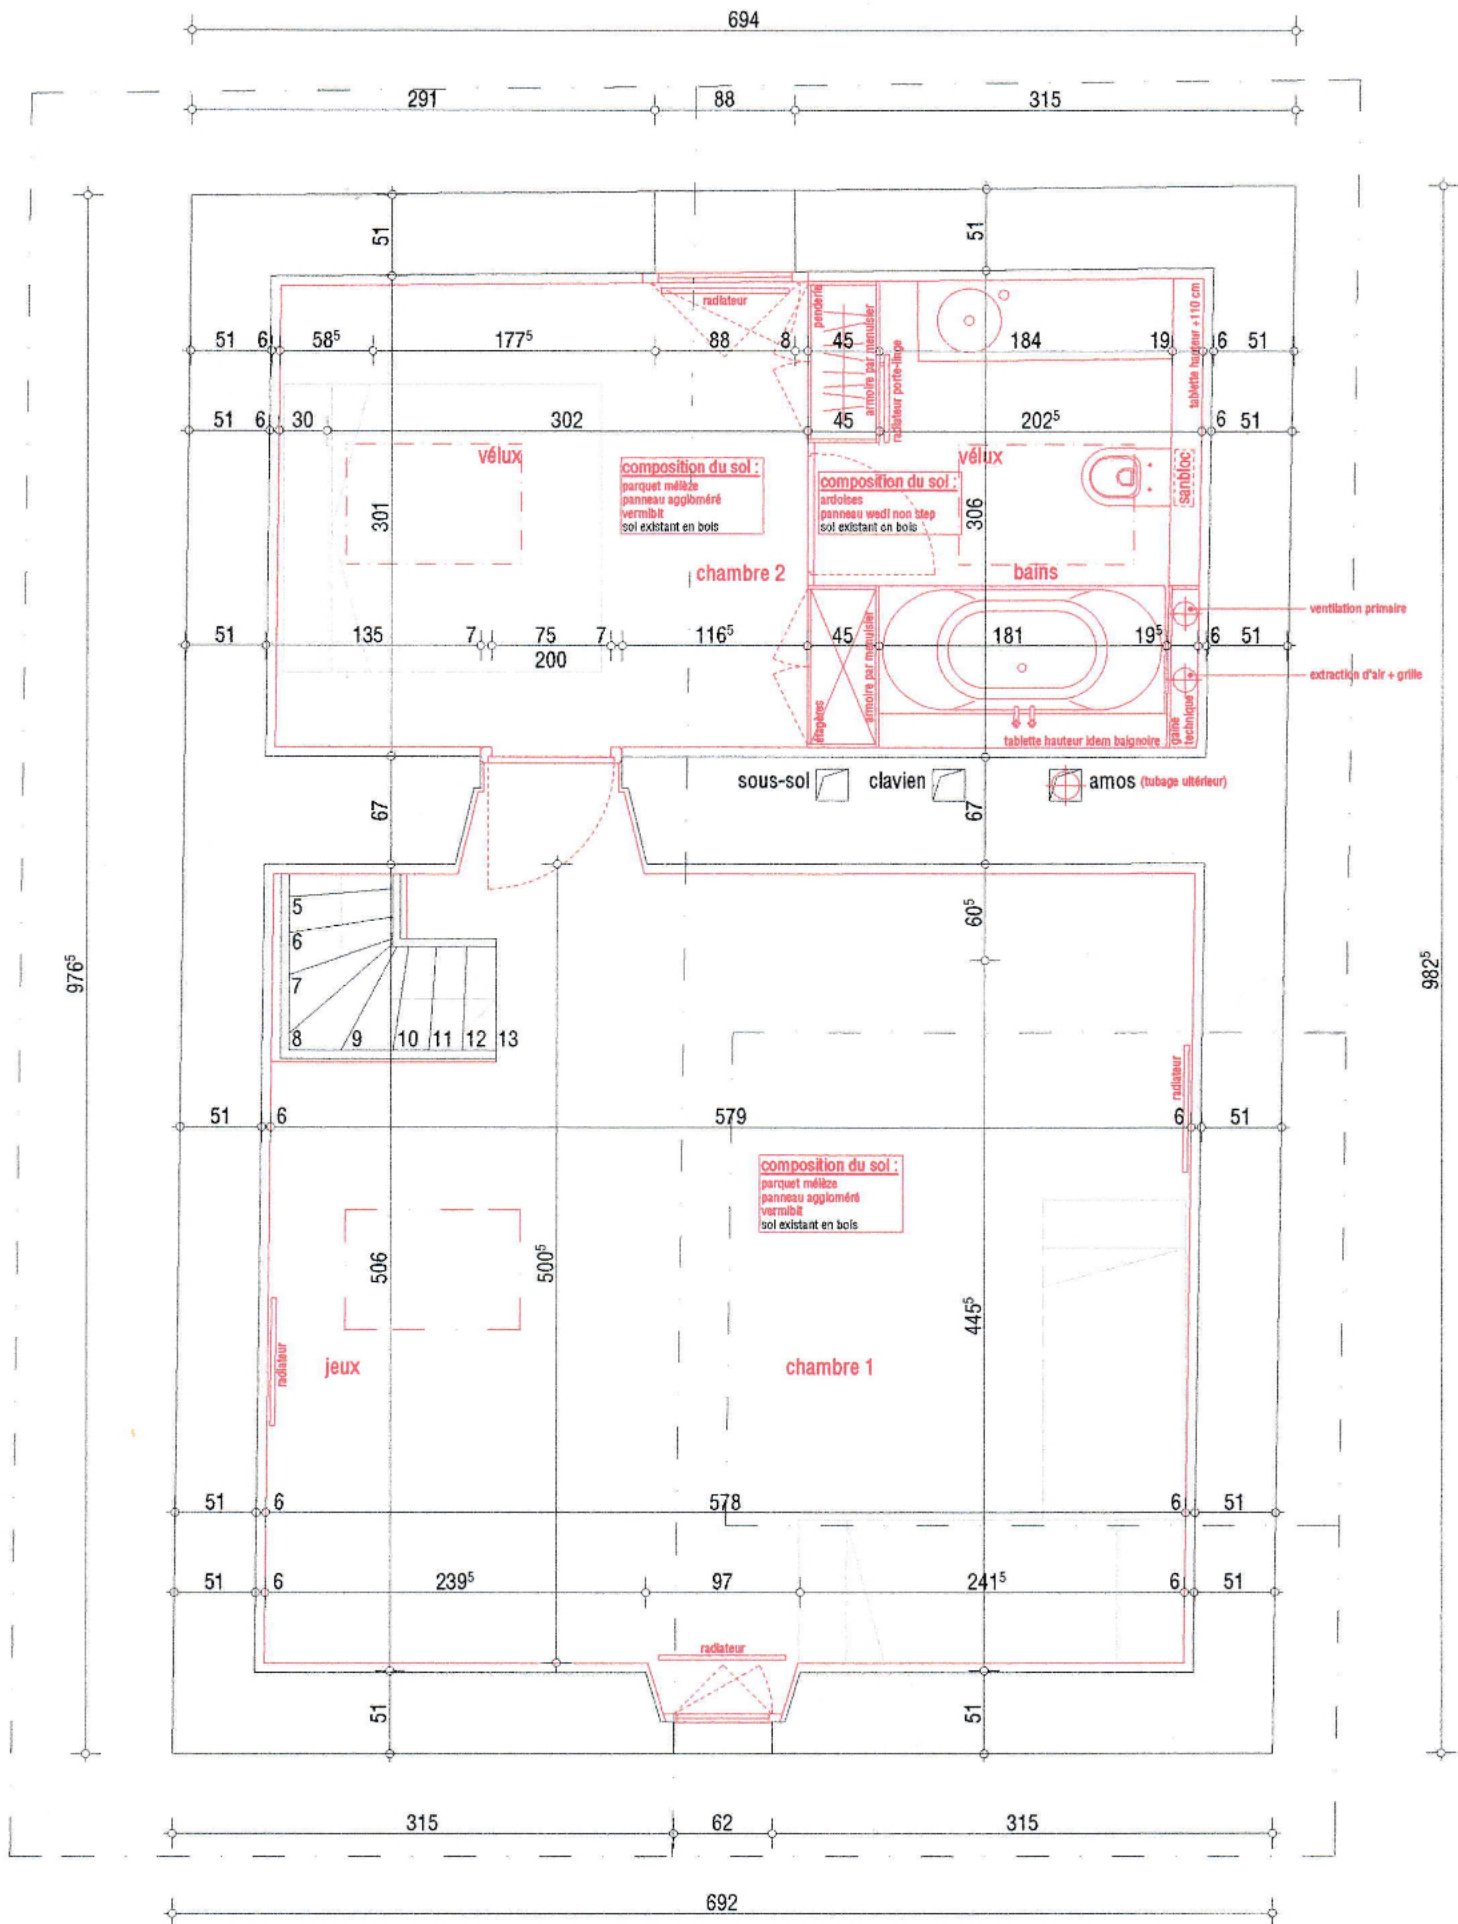 694
291 88 315
51 51
radiateur
penderie
armoire par menuisier
radiateur porte-linge
tablette hauteur +110 cm
51 6 58⁵ 177⁵ 88 8 45 184 19 6 51
51 6 30 302 45 202⁵ 6 51
vélux
vélux
sanbloc
301
306
composition du sol :
parquet mélèze
panneau aggloméré
vermibit
sol existant en bois
composition du sol :
ardoises
panneau wedi non step
sol existant en bois
chambre 2
bains
ventilation primaire
51 135 7 75 7 116⁵ 45 181 19⁵ 6 51
200
extraction d'air + grille
étagères
armoire par menuisier
tablette hauteur idem baignoire
gaine
technique
sous-sol
clavien
amos (tubage ultérieur)
67
67
5
6
7
8 9 10 11 12 13
60⁵
976⁵
982⁵
radiateur
51 6 579 6 51
composition du sol :
parquet mélèze
panneau aggloméré
vermibit
sol existant en bois
506
500⁵
445⁵
radiateur
jeux
chambre 1
51 6 578 6 51
51 6 239⁵ 97 241⁵ 6 51
radiateur
51 51
315 62 315
692